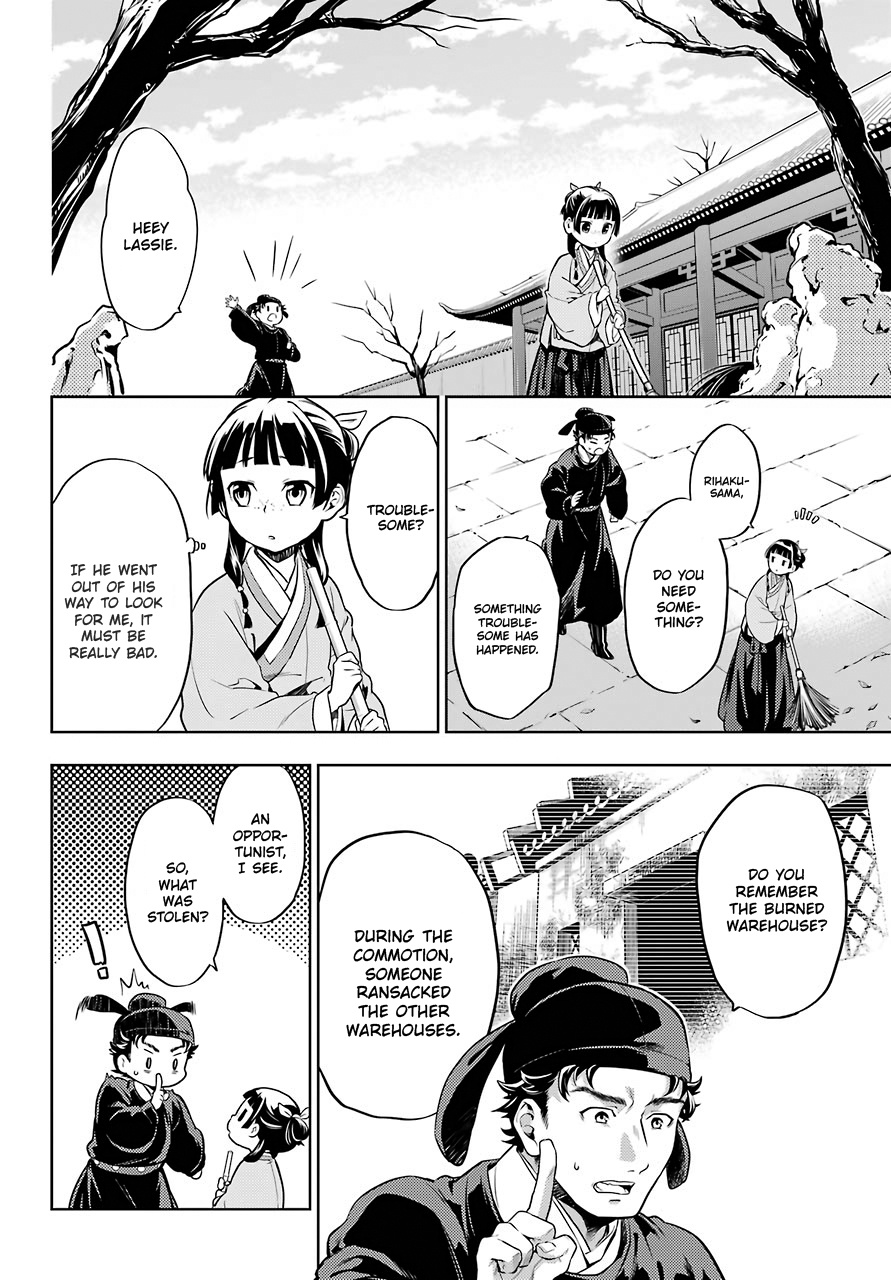 HEEY
LASSIE.
RIHAKU-
SAMA,
DO YOU
NEED
SOME-
THING?
SOMETHING
TROUBLE-
SOME HAS
HAPPENED.
TROUBLE-
SOME?
IF HE WENT
OUT OF HIS
WAY TO LOOK
FOR ME, IT
MUST BE
REALLY BAD.
DO YOU
REMEMBER
THE BURNED
WAREHOUSE?
DURING THE
COMMOTION,
SOMEONE
RANSACKED
THE OTHER
WAREHOUSES.
AN
OPPOR-
TUNIST,
I SEE.
SO,
WHAT
WAS
STOLEN?
!